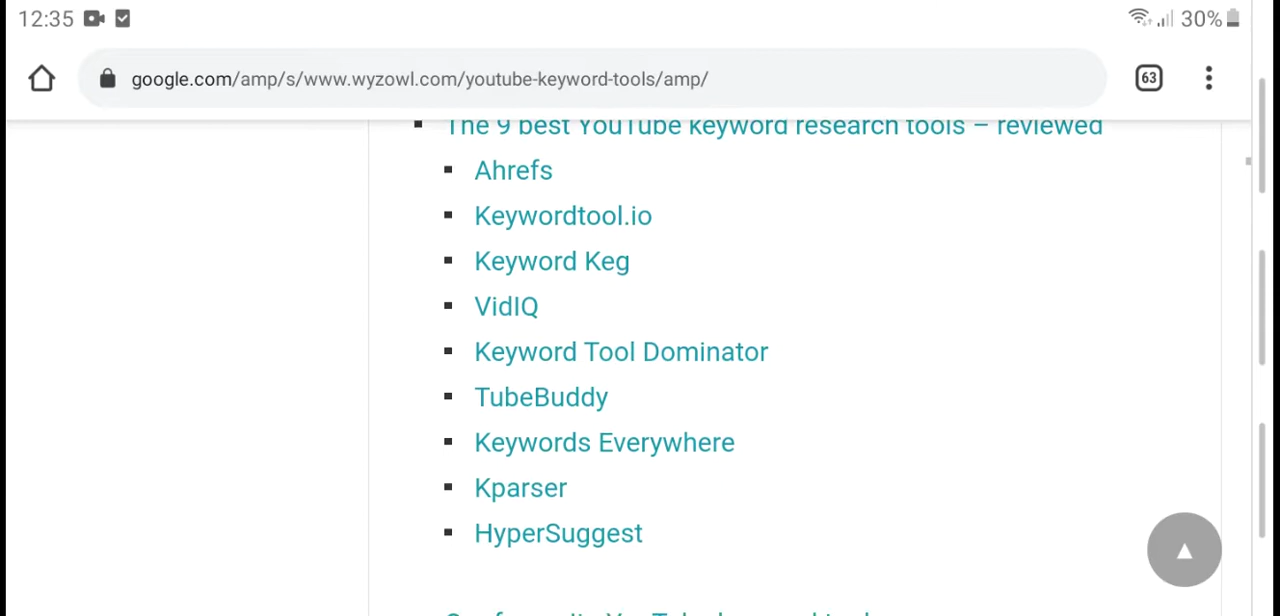 12:35 30%
google.com/amp/s/www.wyzowl.com/youtube-keyword-tools/amp/ 63
The 9 best YouTube keyword research tools – reviewed
Ahrefs
Keywordtool.io
Keyword Keg
VidIQ
Keyword Tool Dominator
TubeBuddy
Keywords Everywhere
Kparser
HyperSuggest